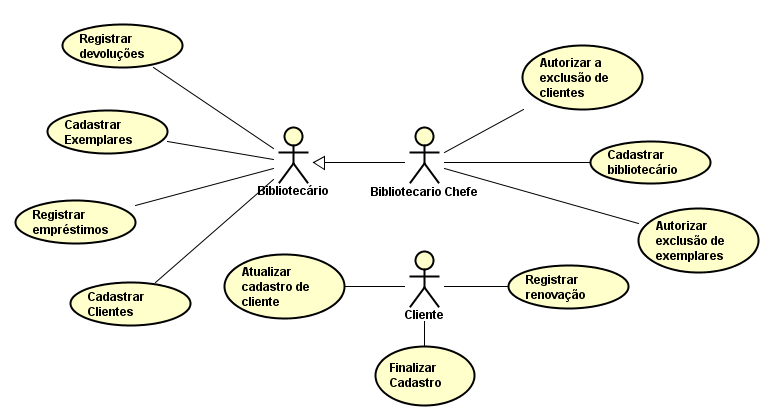 Registrar
devoluções
Autorizar a
exclusão de
clientes
Cadastrar
Exemplares
Cadastrar
bibliotecário
Bibliotecário
Bibliotecario Chefe
Registrar
empréstimos
Autorizar
exclusão de
exemplares
Cadastrar
Clientes
Atualizar
cadastro de
cliente
Cliente
Registrar
renovação
Finalizar
Cadastro